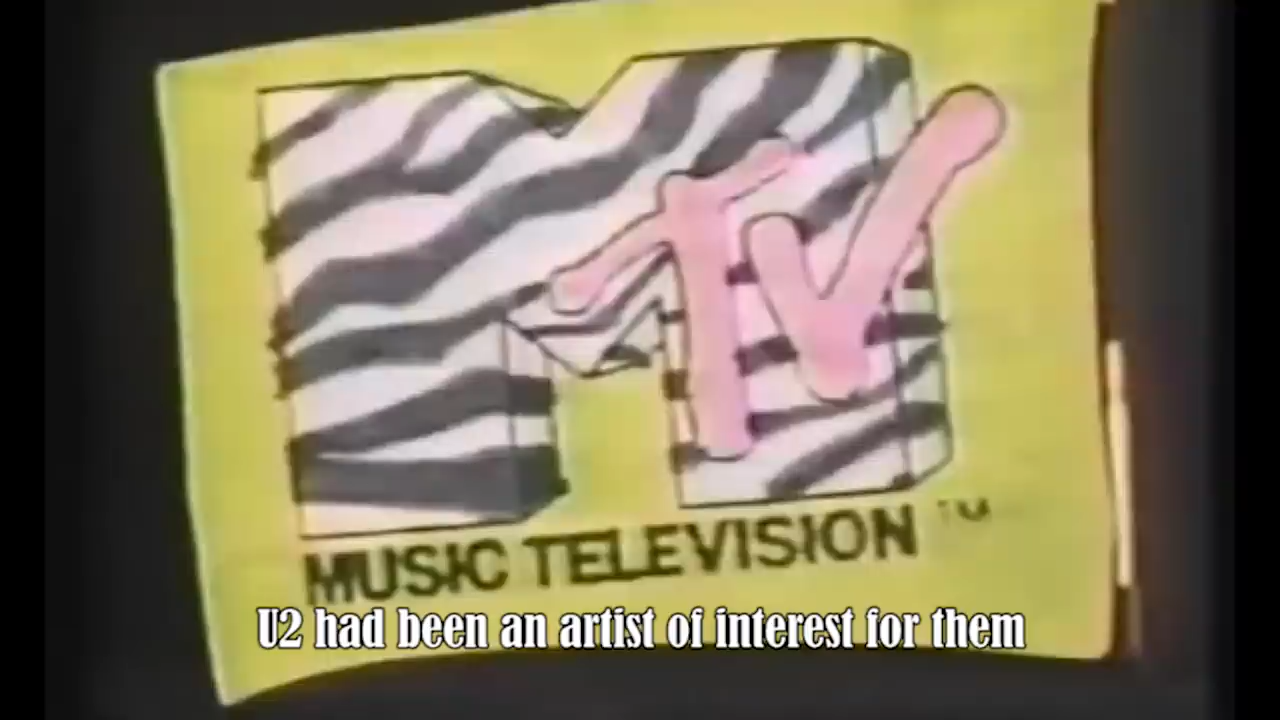 MTV
MUSIC TELEVISION ™
U2 had been an artist of interest for them